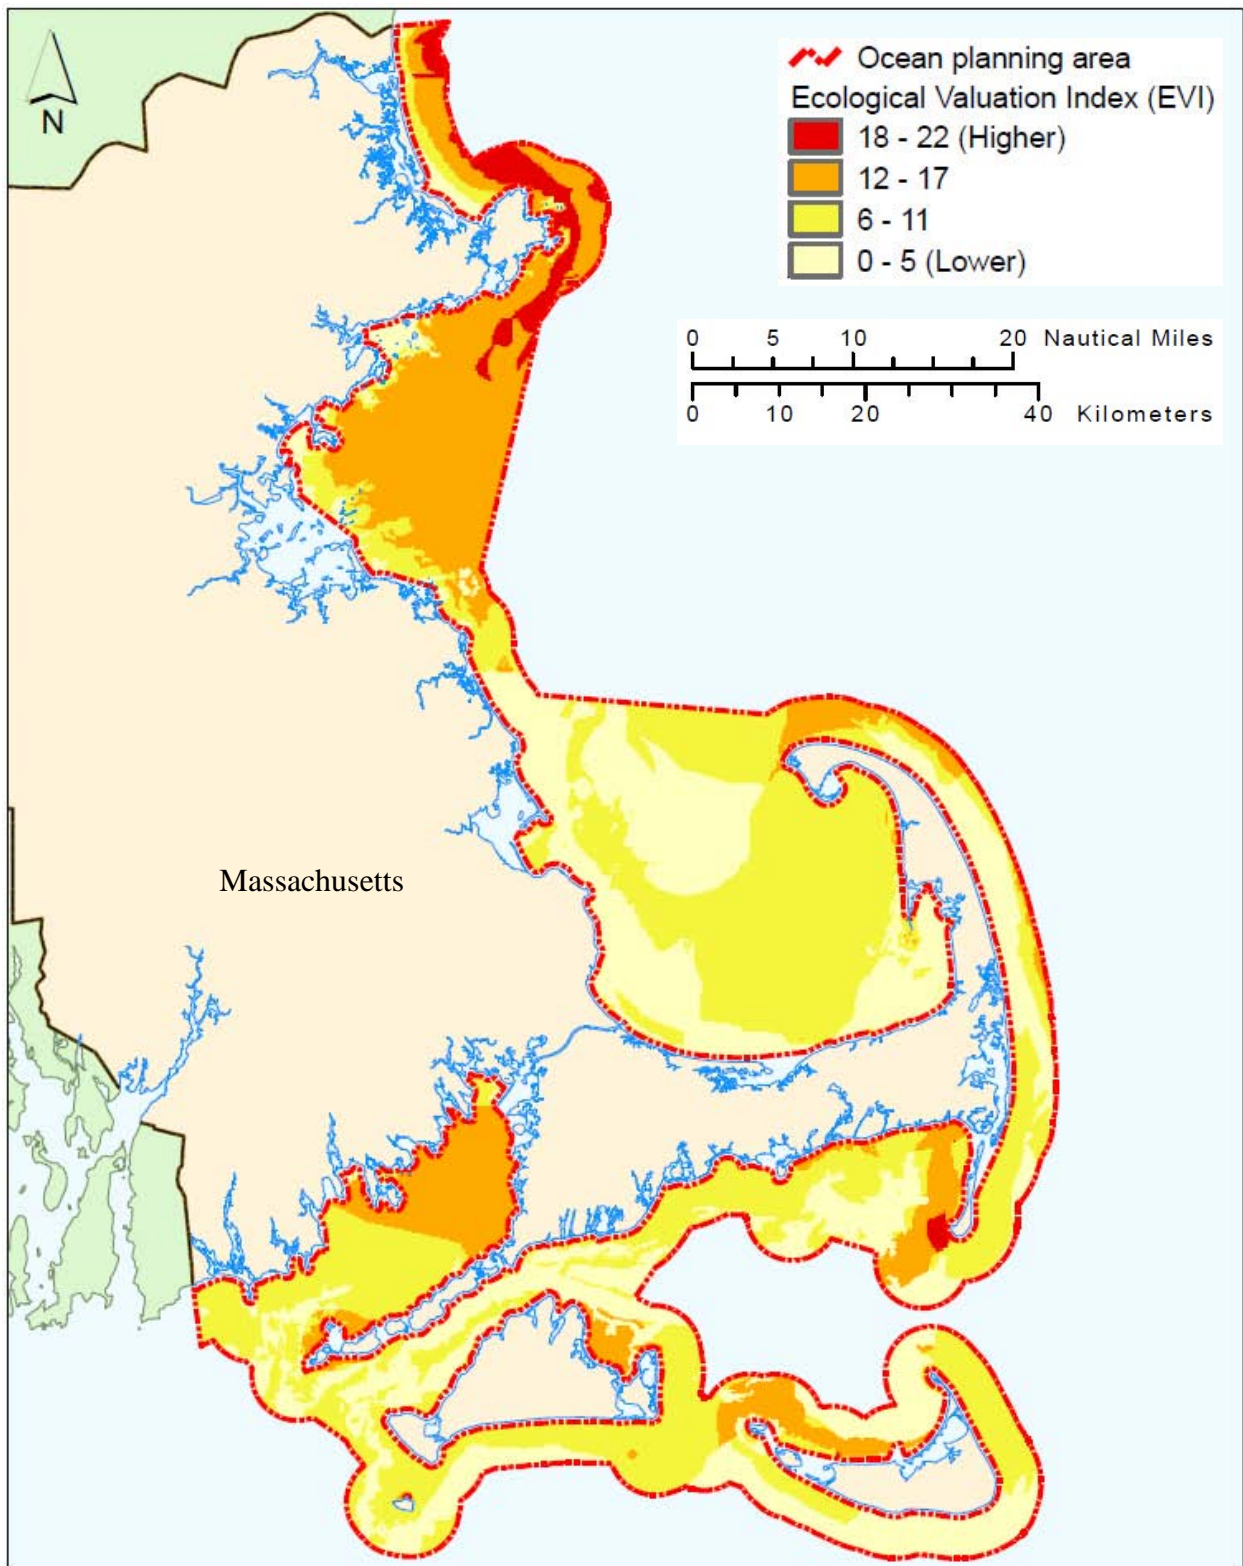 N
Ocean planning area
Ecological Valuation Index (EVI)
18 - 22 (Higher)
12 - 17
6 - 11
0 - 5 (Lower)
0 5 10 20 Nautical Miles
0 10 20 40 Kilometers
Massachusetts